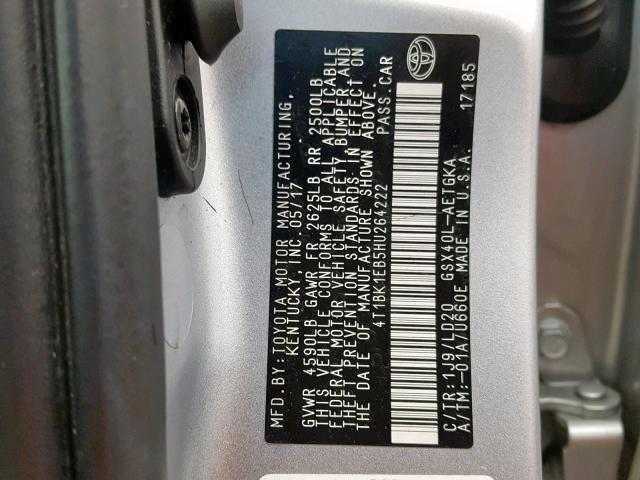 MFD. BY: TOYOTA MOTOR MANUFACTURING,
KENTUCKY, INC. 05/17
GVWR 4590LB GAWR FR 2625LB RR 2500LB
THIS VEHICLE CONFORMS TO ALL APPLICABLE
FEDERAL MOTOR VEHICLE SAFETY, BUMPER, AND
THEFT PREVENTION STANDARDS IN EFFECT ON
THE DATE OF MANUFACTURE SHOWN ABOVE.
4T1BK1EB5HU264222 PASS. CAR
C/TR: 1J9/LD20 GSX40L-AETGKA
A/TM: -01A/U660E MADE IN U.S.A. 17185